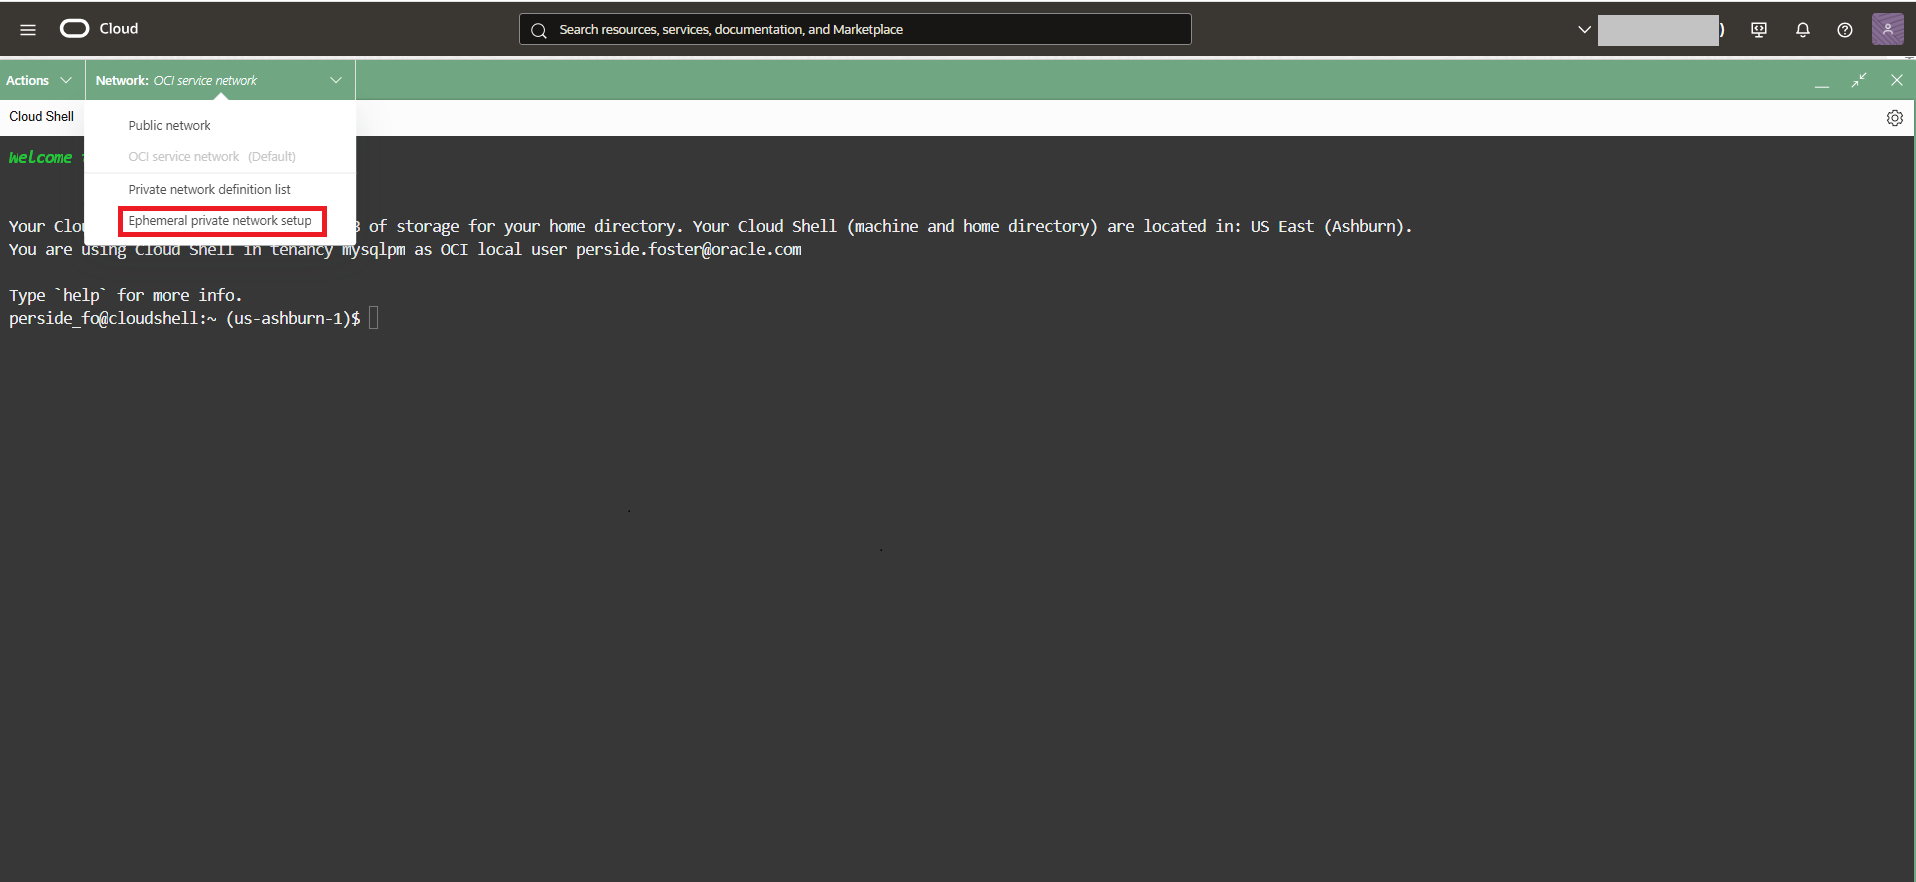 Cloud
Search resources, services, documentation, and Marketplace
)
Actions
Network: OCI service network
Cloud Shell
Public network
OCI service network (Default)
Private network definition list
Ephemeral private network setup
Welcome
Your Clou B of storage for your home directory. Your Cloud Shell (machine and home directory) are located in: US East (Ashburn).
You are using Cloud Shell in tenancy mysqlpm as OCI local user perside.foster@oracle.com
Type `help` for more info.
perside_fo@cloudshell:~ (us-ashburn-1)$